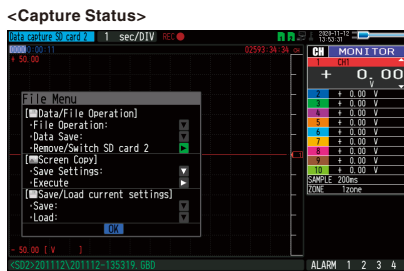 <Capture Status>
Data capture SD card 2 1 sec/DIV REC 2020-11-12
13:53:31
0000 0:00:11 02593:34:34 CH MONITOR
+ 50.00 1 CH1
+ 0.00
V
2 + 0.00 V
3 + 0.00 V
4 + 0.00 V
5 + 0.00 V
6 + 0.00 V
7 + 0.00 V
8 + 0.00 V
9 + 0.00 V
10 + 0.00 V
SAMPLE 200ms
ZONE 1zone
File Menu
[Data/File Operation]
·File Operation:
·Data Save:
·Remove/Switch SD card 2
[Screen Copy]
·Save Settings:
·Execute
[Save/Load current settings]
·Save:
·Load:
OK
- 50.00 [ V ]
<SD2>201112\201112-135319.GBD ALARM 1 2 3 4